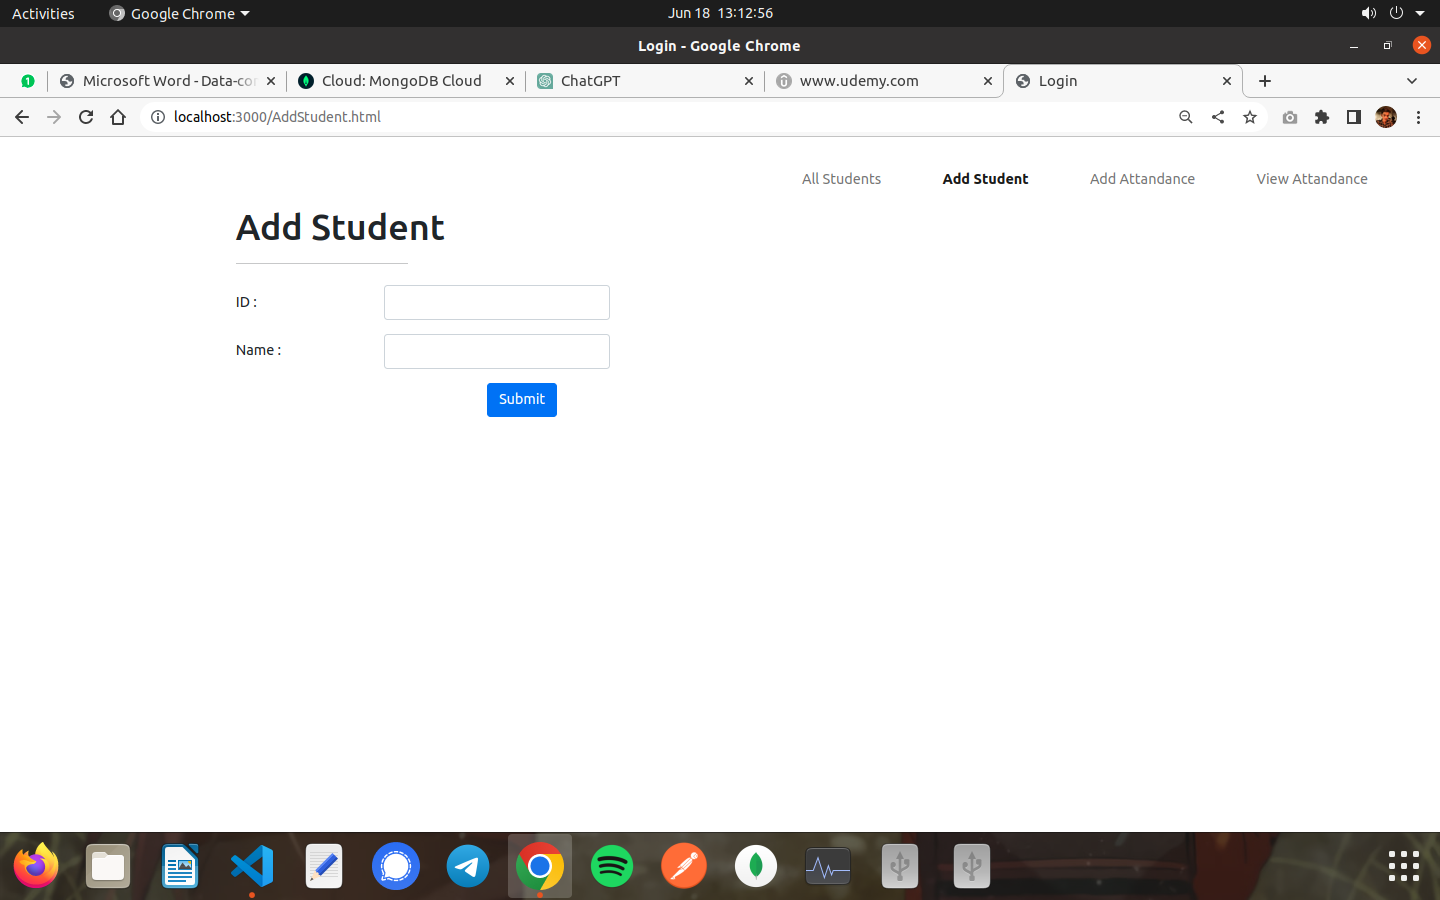 Activities
Google Chrome
Jun 18 13:12:56
Login - Google Chrome
1
Microsoft Word - Data-co
Cloud: MongoDB Cloud
ChatGPT
www.udemy.com
Login
localhost:3000/AddStudent.html
All Students
Add Student
Add Attandance
View Attandance
Add Student
ID :
Name :
Submit